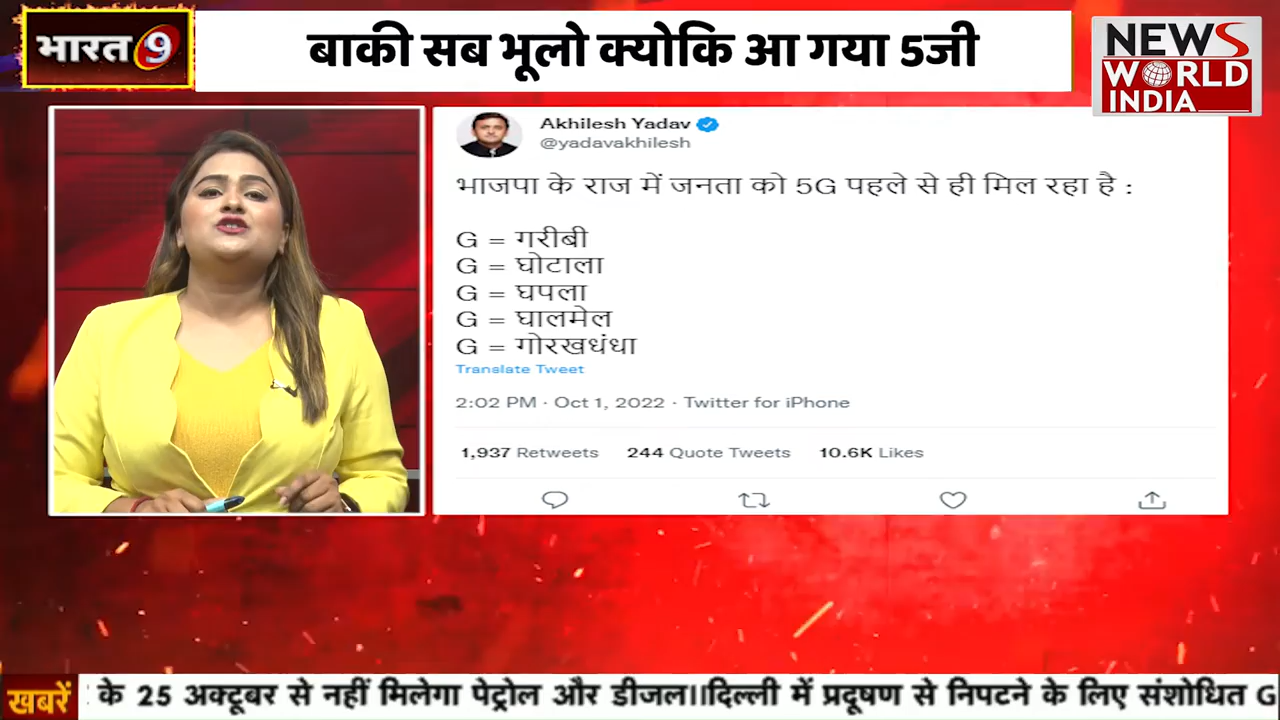 भारत 9
बाकी सब भूलो क्योकि आ गया 5जी
NEWS
WORLD
INDIA
Akhilesh Yadav
@yadavakhilesh
भाजपा के राज में जनता को 5G पहले से ही मिल रहा है :
G = गरीबी
G = घोटाला
G = घपला
G = घालमेल
G = गोरखधंधा
Translate Tweet
2:02 PM · Oct 1, 2022 · Twitter for iPhone
1,937 Retweets 244 Quote Tweets 10.6K Likes
खबरें
के 25 अक्टूबर से नहीं मिलेगा पेट्रोल और डीजल।।दिल्ली में प्रदूषण से निपटने के लिए संशोधित G